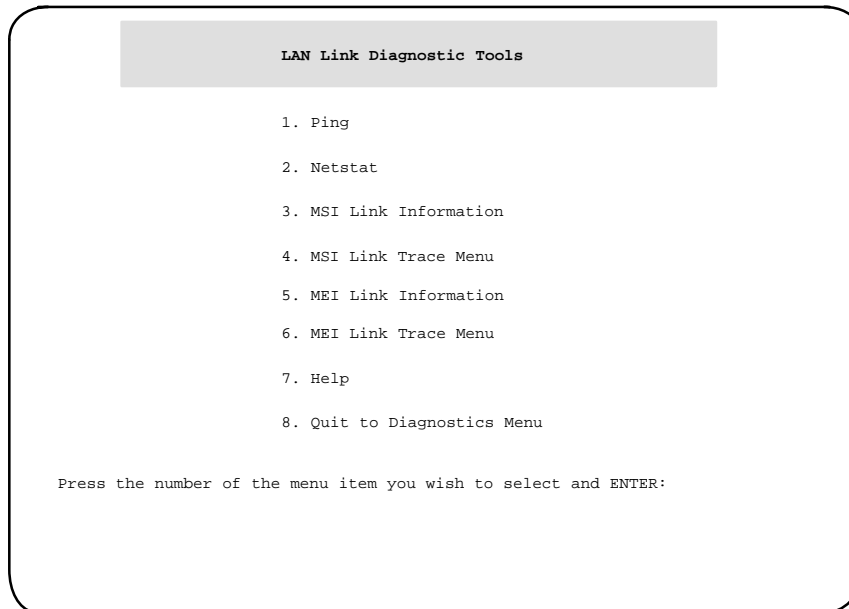 LAN Link Diagnostic Tools
1. Ping
2. Netstat
3. MSI Link Information
4. MSI Link Trace Menu
5. MEI Link Information
6. MEI Link Trace Menu
7. Help
8. Quit to Diagnostics Menu
Press the number of the menu item you wish to select and ENTER: